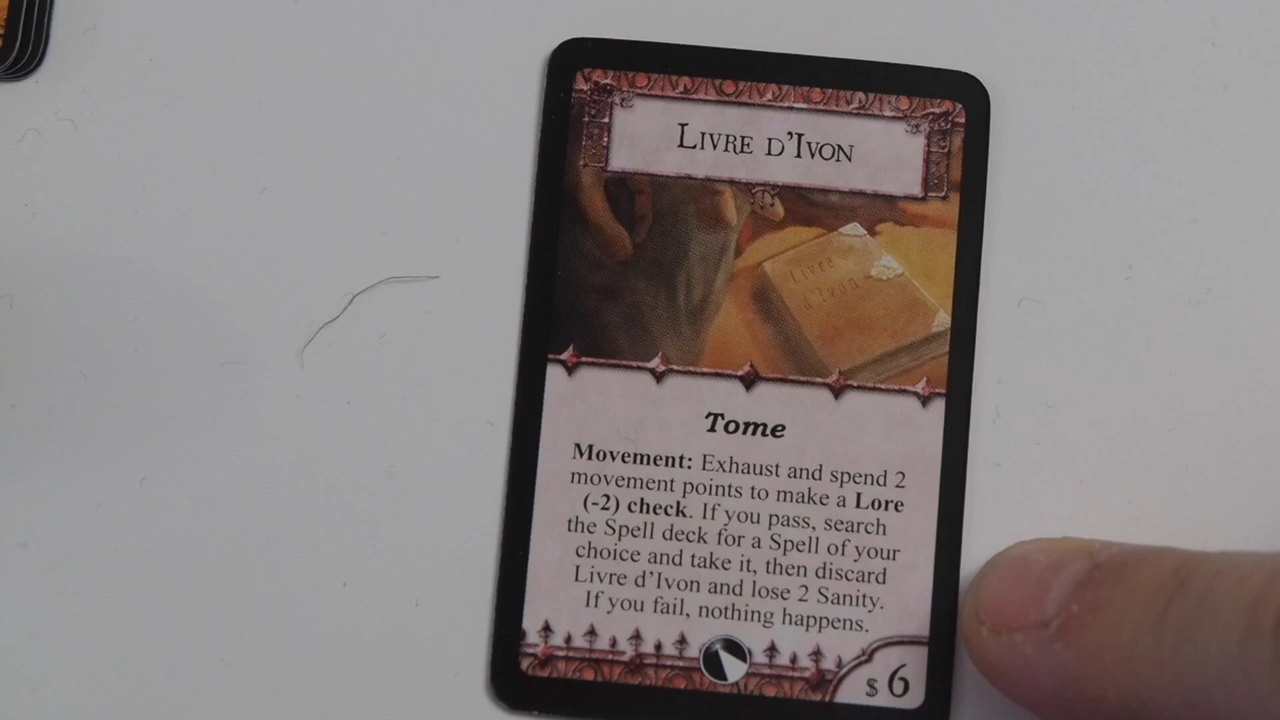 LIVRE D'IVON
Livre
d'Ivon
Tome
Movement: Exhaust and spend 2
movement points to make a Lore
(-2) check. If you pass, search
the Spell deck for a Spell of your
choice and take it, then discard
Livre d'Ivon and lose 2 Sanity.
If you fail, nothing happens.
$ 6